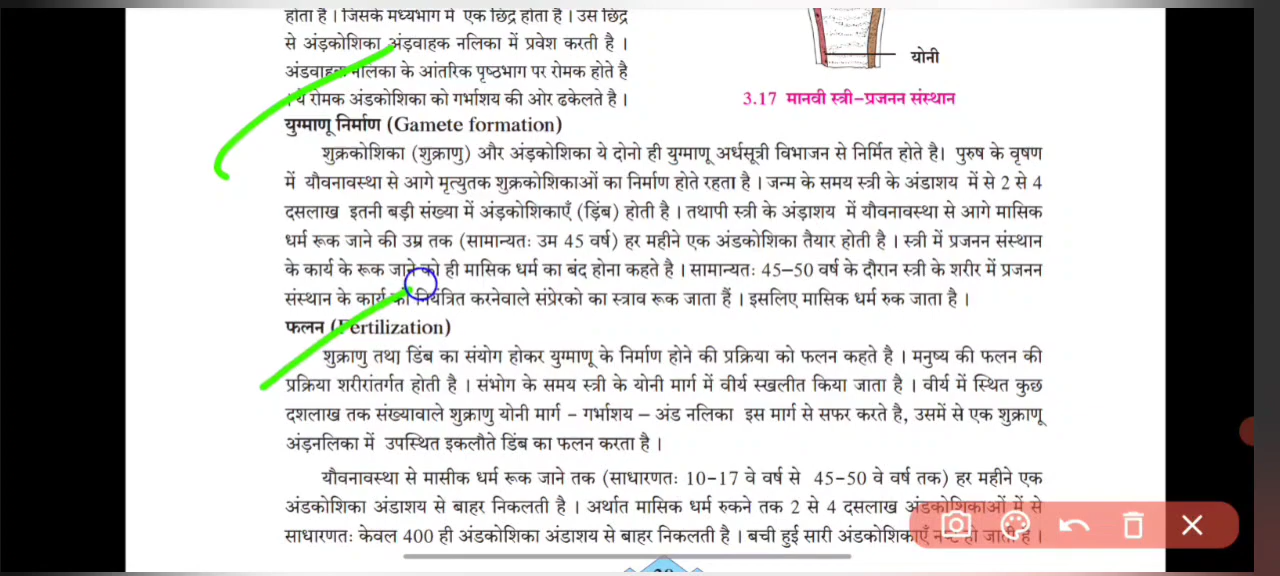 होता है । जिसके मध्यभाग में एक छिद्र होता है । उस छिद्र
से अंड़कोशिका अंड़वाहक नलिका में प्रवेश करती है ।
अंडवाहक नलिका के आंतरिक पृष्ठभाग पर रोमक होते है
। ये रोमक अंडकोशिका को गर्भाशय की ओर ढकेलते है ।
योनी
3.17 मानवी स्त्री-प्रजनन संस्थान
युग्माणू निर्माण (Gamete formation)
शुक्रकोशिका (शुक्राणु) और अंड़कोशिका ये दोनो ही युग्माणू अर्धसूत्री विभाजन से निर्मित होते है। पुरुष के वृषण
में यौवनावस्था से आगे मृत्युतक शुक्रकोशिकाओं का निर्माण होते रहता है । जन्म के समय स्त्री के अंडाशय में से 2 से 4
दसलाख इतनी बड़ी संख्या में अंड़कोशिकाएँ (ड़िंब) होती है । तथापी स्त्री के अंड़ाशय में यौवनावस्था से आगे मासिक
धर्म रूक जाने की उम्र तक (सामान्यतः उम 45 वर्ष) हर महीने एक अंडकोशिका तैयार होती है । स्त्री में प्रजनन संस्थान
के कार्य के रूक जाने को ही मासिक धर्म का बंद होना कहते है । सामान्यतः 45-50 वर्ष के दौरान स्त्री के शरीर में प्रजनन
संस्थान के कार्य को नियंत्रित करनेवाले संप्रेरको का स्त्राव रूक जाता हैं । इसलिए मासिक धर्म रुक जाता है ।
फलन (Fertilization)
शुक्राणु तथा डिंब का संयोग होकर युग्माणू के निर्माण होने की प्रक्रिया को फलन कहते है । मनुष्य की फलन की
प्रक्रिया शरीरांतर्गत होती है । संभोग के समय स्त्री के योनी मार्ग में वीर्य स्खलीत किया जाता है । वीर्य में स्थित कुछ
दशलाख तक संख्यावाले शुक्राणु योनी मार्ग - गर्भाशय - अंड नलिका इस मार्ग से सफर करते है, उसमें से एक शुक्राणू
अंड़नलिका में उपस्थित इकलौते डिंब का फलन करता है ।
यौवनावस्था से मासीक धर्म रूक जाने तक (साधारणतः 10-17 वे वर्ष से 45-50 वे वर्ष तक) हर महीने एक
अंडकोशिका अंडाशय से बाहर निकलती है । अर्थात मासिक धर्म रुकने तक 2 से 4 दसलाख अंडकोशिकाओं में से
साधारणतः केवल 400 ही अंडकोशिका अंडाशय से बाहर निकलती है । बची हुई सारी अंडकोशिकाएँ नष्ट हो जाती है ।